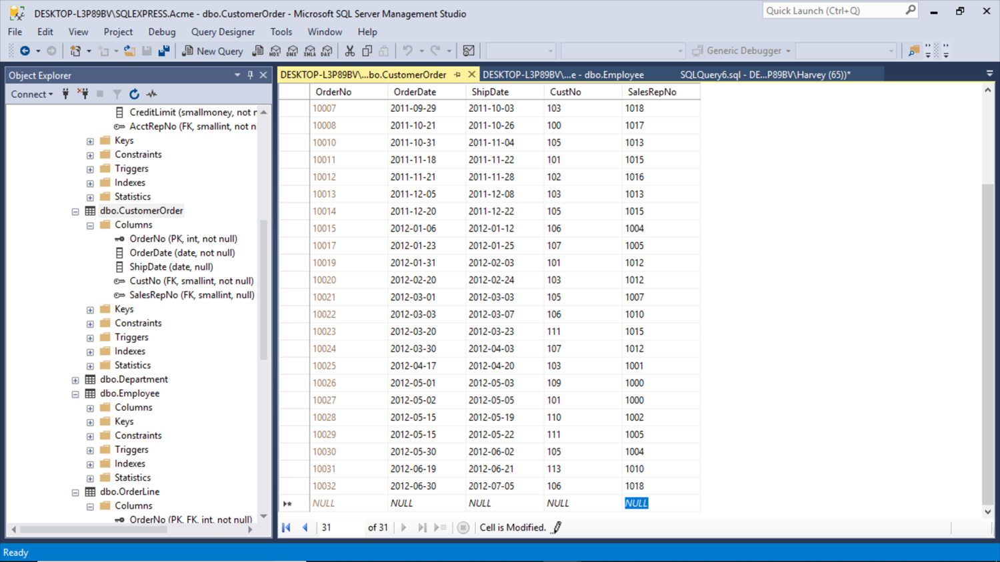 DESKTOP-L3P89BV\SQLEXPRESS.Acme - dbo.CustomerOrder - Microsoft SQL Server Management Studio
Quick Launch (Ctrl+Q)
File Edit View Project Debug Query Designer Tools Window Help
New Query MDX DMX XMLA DAX Generic Debugger
Object Explorer
Connect
CreditLimit (smallmoney, not r
AcctRepNo (FK, smallint, not n
Keys
Constraints
Triggers
Indexes
Statistics
dbo.CustomerOrder
Columns
OrderNo (PK, int, not null)
OrderDate (date, not null)
ShipDate (date, null)
CustNo (FK, smallint, not null)
SalesRepNo (FK, smallint, null)
Keys
Constraints
Triggers
Indexes
Statistics
dbo.Department
dbo.Employee
Columns
Keys
Constraints
Triggers
Indexes
Statistics
dbo.OrderLine
Columns
OrderNo (PK, FK, int, not null)
DESKTOP-L3P89BV\...bo.CustomerOrder DESKTOP-L3P89BV\...e - dbo.Employee SQLQuery6.sql - DE...P89BV\Harvey (65))*
OrderNo OrderDate ShipDate CustNo SalesRepNo
10007 2011-09-29 2011-10-03 103 1018
10008 2011-10-21 2011-10-26 100 1017
10010 2011-10-31 2011-11-04 105 1013
10011 2011-11-18 2011-11-22 101 1015
10012 2011-11-21 2011-11-28 102 1016
10013 2011-12-05 2011-12-08 103 1013
10014 2011-12-20 2011-12-22 105 1015
10015 2012-01-06 2012-01-12 106 1004
10017 2012-01-23 2012-01-25 107 1005
10019 2012-01-31 2012-02-03 101 1012
10020 2012-02-20 2012-02-24 103 1012
10021 2012-03-01 2012-03-03 105 1007
10022 2012-03-03 2012-03-07 106 1010
10023 2012-03-20 2012-03-23 111 1015
10024 2012-03-30 2012-04-03 107 1012
10025 2012-04-17 2012-04-20 103 1001
10026 2012-05-01 2012-05-03 109 1000
10027 2012-05-02 2012-05-05 101 1000
10028 2012-05-15 2012-05-19 110 1002
10029 2012-05-15 2012-05-22 111 1005
10030 2012-05-30 2012-06-02 105 1004
10031 2012-06-19 2012-06-21 113 1010
10032 2012-06-30 2012-07-05 106 1018
NULL NULL NULL NULL NULL
31 of 31 Cell is Modified.
Ready